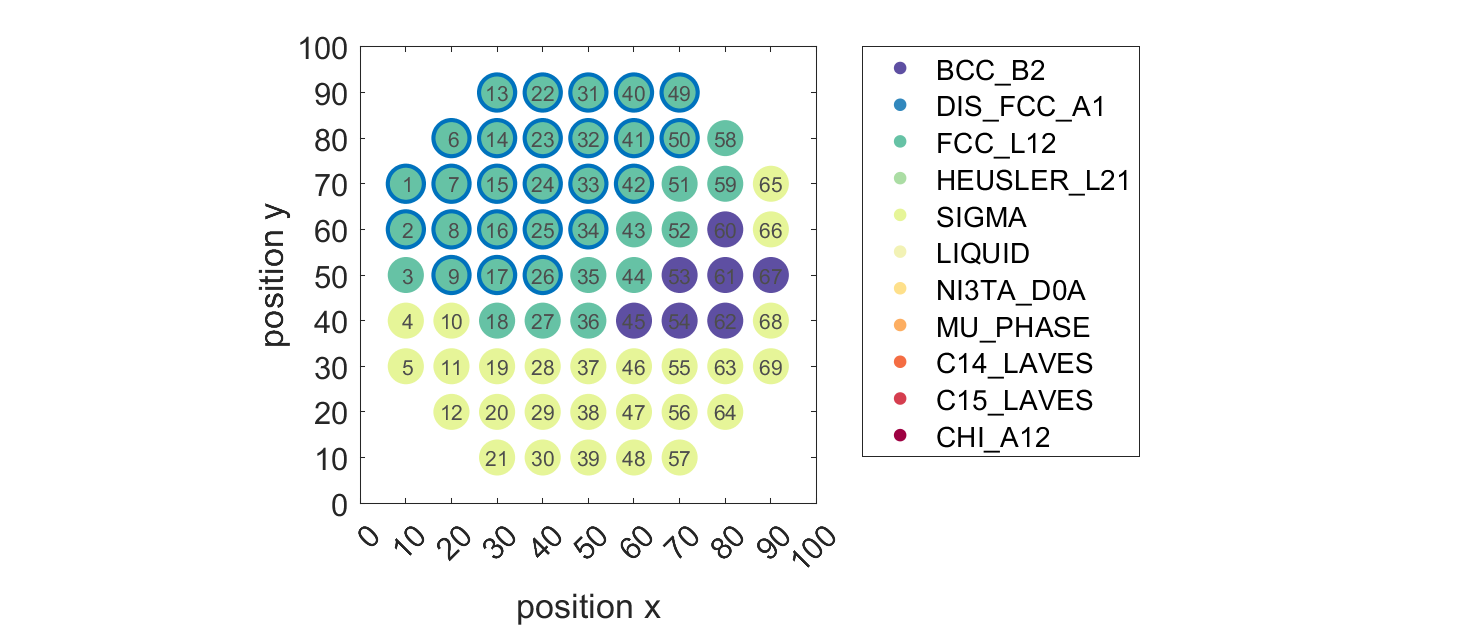 100
90
80
70
60
50
40
30
20
10
0
position y
13 22 31 40 49
6 14 23 32 41 50 58
1 7 15 24 33 42 51 59 65
2 8 16 25 34 43 52 60 66
3 9 17 26 35 44 53 61 67
4 10 18 27 36 45 54 62 68
5 11 19 28 37 46 55 63 69
12 20 29 38 47 56 64
21 30 39 48 57
0 10 20 30 40 50 60 70 80 90 100
position x
BCC_B2
DIS_FCC_A1
FCC_L12
HEUSLER_L21
SIGMA
LIQUID
NI3TA_D0A
MU_PHASE
C14_LAVES
C15_LAVES
CHI_A12